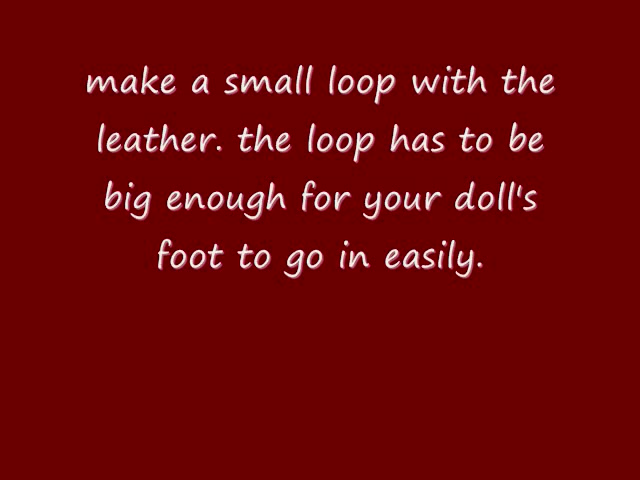 make a small loop with the
leather. the loop has to be
big enough for your doll's
foot to go in easily.